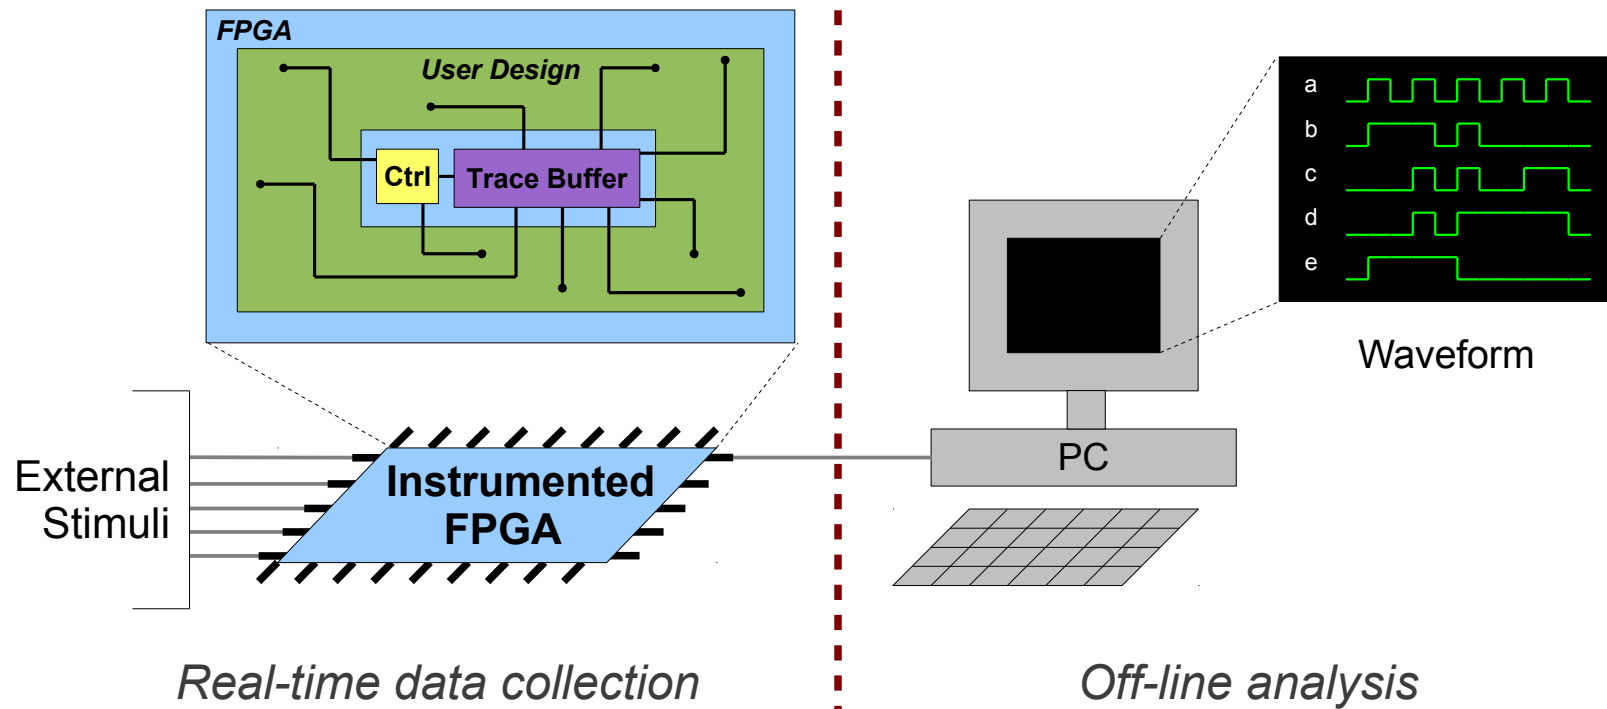 FPGA
User Design
Ctrl
Trace Buffer
External
Stimuli
Instrumented
FPGA
Real-time data collection
a
b
c
d
e
Waveform
PC
Off-line analysis